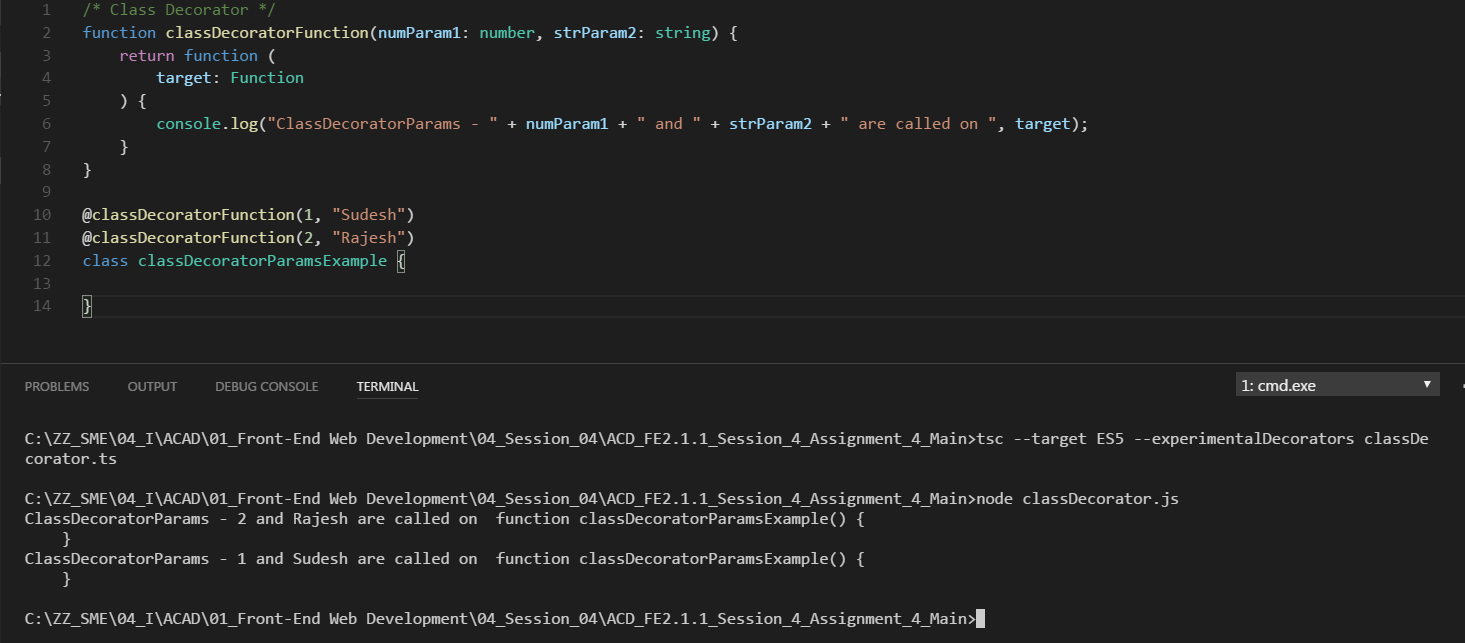 1 /* Class Decorator */
2 function classDecoratorFunction(numParam1: number, strParam2: string) {
3     return function (
4         target: Function
5     ) {
6         console.log("ClassDecoratorParams - " + numParam1 + " and " + strParam2 + " are called on ", target);
7     }
8 }
9
10 @classDecoratorFunction(1, "Sudesh")
11 @classDecoratorFunction(2, "Rajesh")
12 class classDecoratorParamsExample {
13
14 }
PROBLEMS OUTPUT DEBUG CONSOLE TERMINAL 1: cmd.exe
C:\ZZ_SME\04_I\ACAD\01_Front-End Web Development\04_Session_04\ACD_FE2.1.1_Session_4_Assignment_4_Main>tsc --target ES5 --experimentalDecorators classDe
corator.ts
C:\ZZ_SME\04_I\ACAD\01_Front-End Web Development\04_Session_04\ACD_FE2.1.1_Session_4_Assignment_4_Main>node classDecorator.js
ClassDecoratorParams - 2 and Rajesh are called on  function classDecoratorParamsExample() {
    }
ClassDecoratorParams - 1 and Sudesh are called on  function classDecoratorParamsExample() {
    }
C:\ZZ_SME\04_I\ACAD\01_Front-End Web Development\04_Session_04\ACD_FE2.1.1_Session_4_Assignment_4_Main>